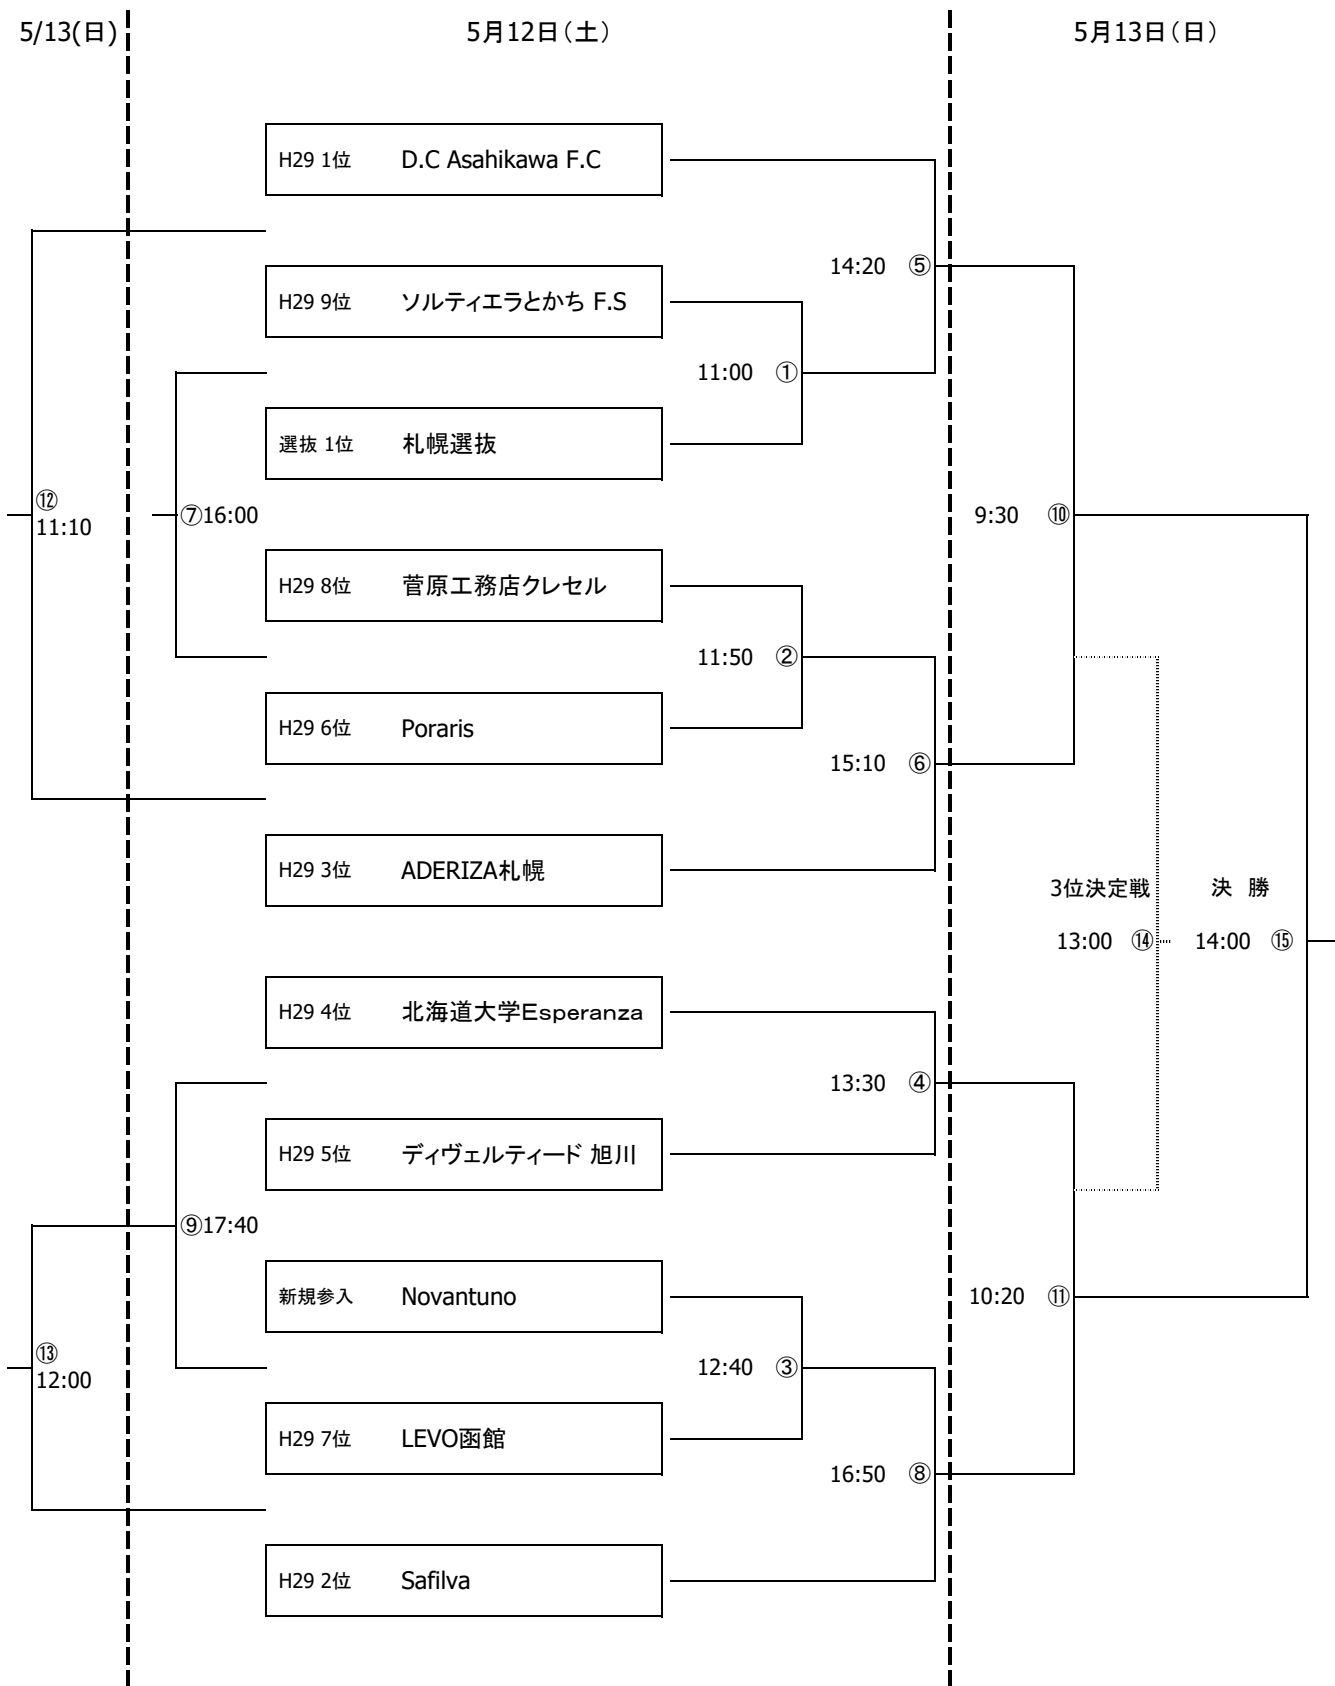 5/13(日) 5月12日（土） 5月13日（日）
H29 1位 D.C Asahikawa F.C
14:20 ⑤
H29 9位 ソルティエラとかち F.S
11:00 ①
選抜 1位 札幌選抜
⑫
11:10
⑦16:00
9:30 ⑩
H29 8位 菅原工務店クレセル
11:50 ②
H29 6位 Poraris
15:10 ⑥
H29 3位 ADERIZA札幌
3位決定戦 決 勝
13:00 ⑭ 14:00 ⑮
H29 4位 北海道大学Esperanza
13:30 ④
H29 5位 ディヴェルティード 旭川
⑨17:40
新規参入 Novantuno
10:20 ⑪
⑬
12:00
12:40 ③
H29 7位 LEVO函館
16:50 ⑧
H29 2位 Safilva